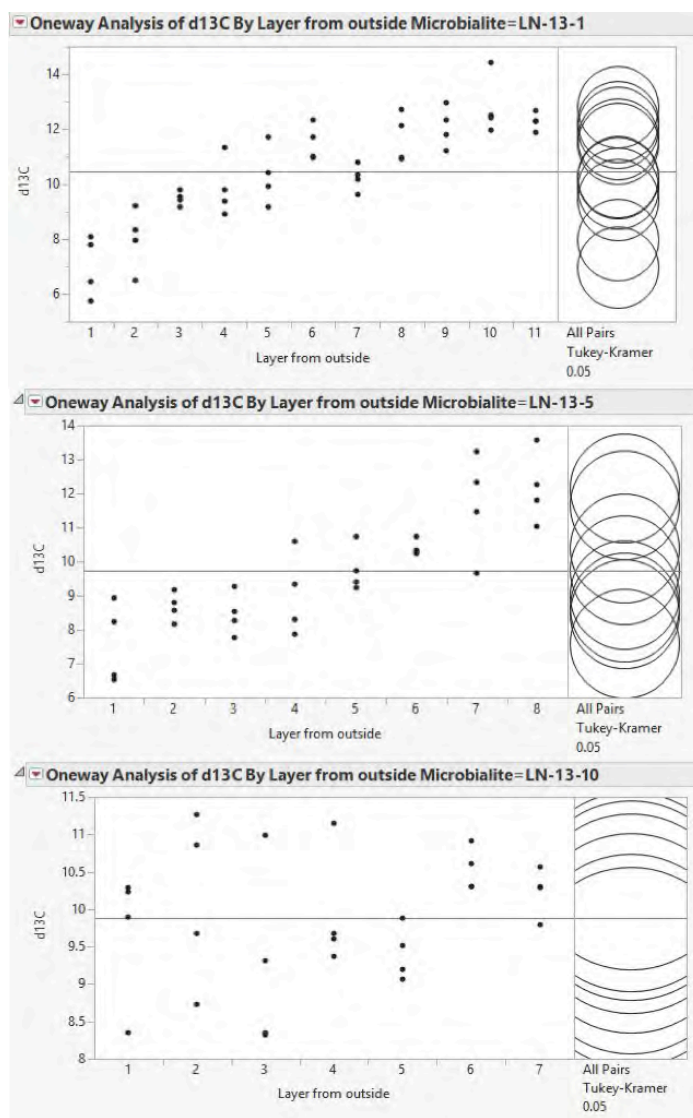 Oneway Analysis of d13C By Layer from outside Microbialite=LN-13-1
14
12
10
8
6
d13C
1 2 3 4 5 6 7 8 9 10 11
Layer from outside
All Pairs
Tukey-Kramer
0.05
Oneway Analysis of d13C By Layer from outside Microbialite=LN-13-5
14
13
12
11
10
9
8
7
6
d13C
1 2 3 4 5 6 7 8
Layer from outside
All Pairs
Tukey-Kramer
0.05
Oneway Analysis of d13C By Layer from outside Microbialite=LN-13-10
11.5
11
10.5
10
9.5
9
8.5
8
d13C
1 2 3 4 5 6 7
Layer from outside
All Pairs
Tukey-Kramer
0.05